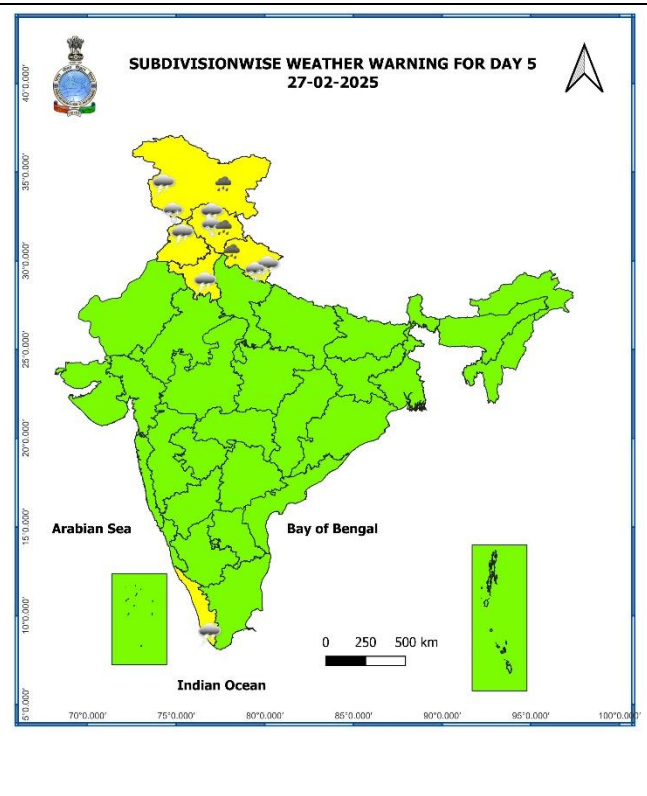 SUBDIVISIONWISE WEATHER WARNING FOR DAY 5
27-02-2025
40°0.000'
35°0.000'
30°0.000'
25°0.000'
20°0.000'
15°0.000'
10°0.000'
5°0.000'
Arabian Sea
Bay of Bengal
0 250 500 km
Indian Ocean
70°0.000' 75°0.000' 80°0.000' 85°0.000' 90°0.000' 95°0.000' 100°0.000'